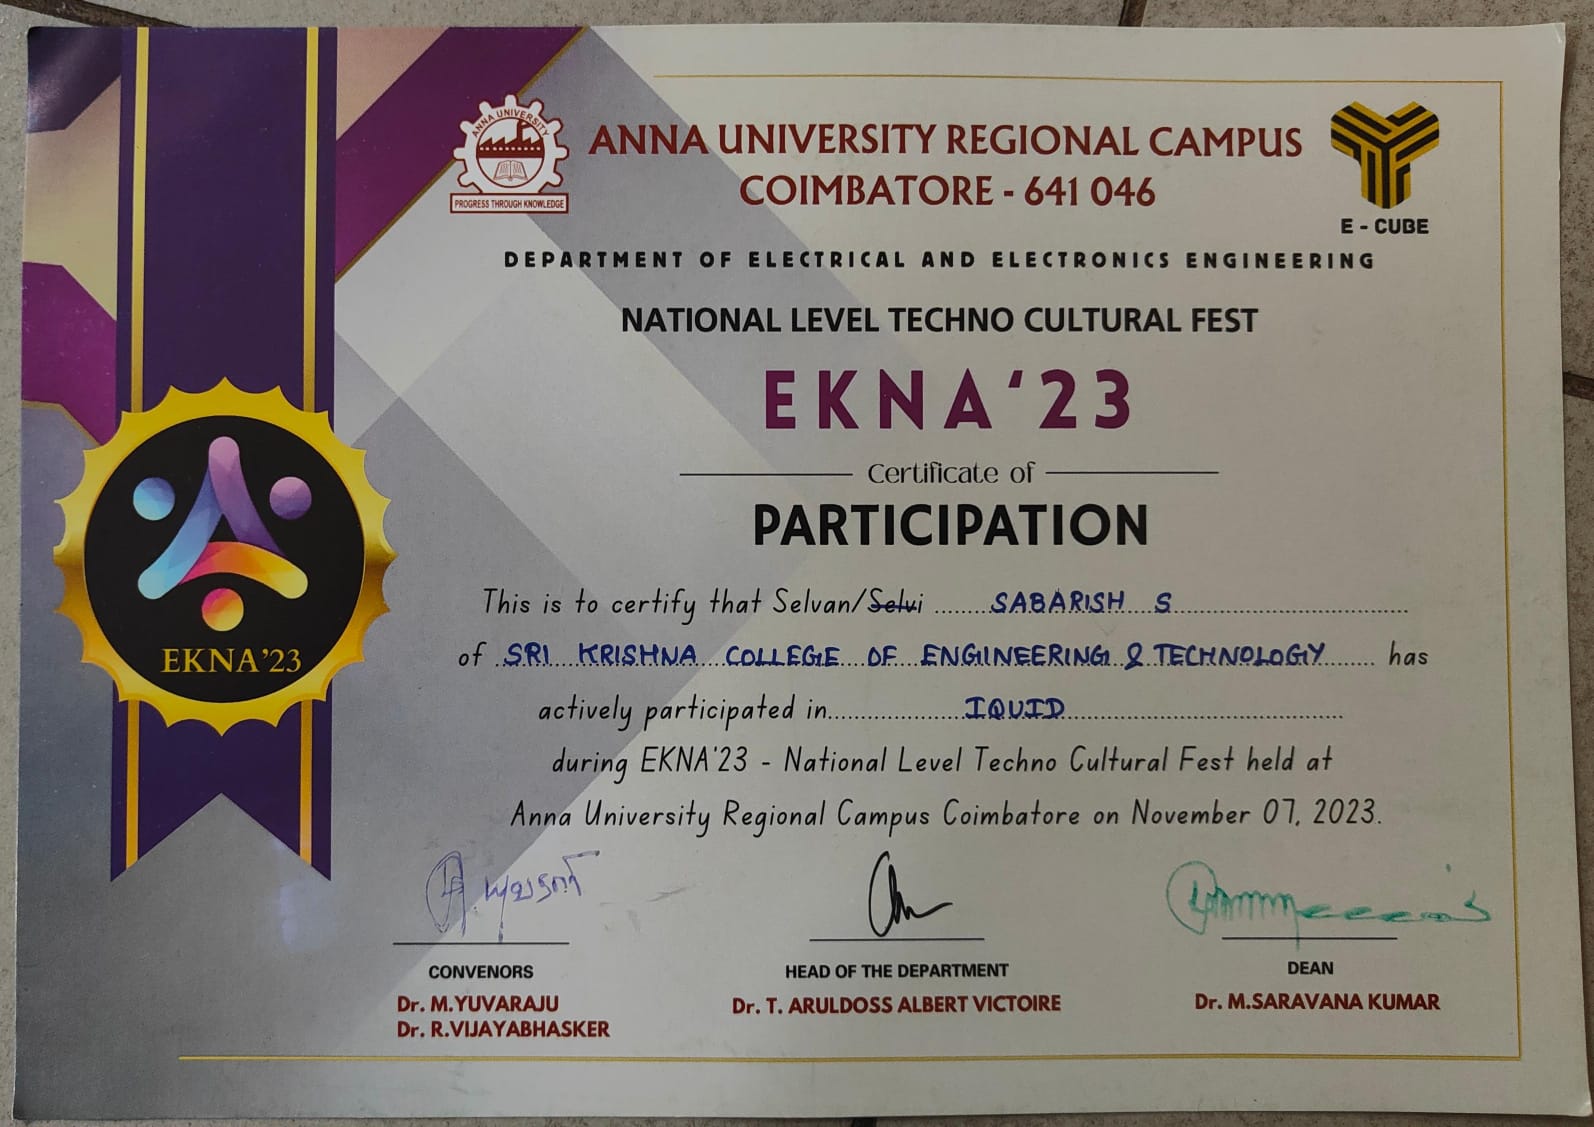 ANNA UNIVERSITY
PROGRESS THROUGH KNOWLEDGE
ANNA UNIVERSITY REGIONAL CAMPUS
COIMBATORE - 641 046
E - CUBE
DEPARTMENT OF ELECTRICAL AND ELECTRONICS ENGINEERING
NATIONAL LEVEL TECHNO CULTURAL FEST
EKNA‘23
Certificate of
PARTICIPATION
EKNA’23
This is to certify that Selvan/Selvi ....... SABARISH S ...............
of SRI KRISHNA COLLEGE OF ENGINEERING & TECHNOLOGY ....... has
actively participated in.................. IQUID ..................
during EKNA'23 - National Level Techno Cultural Fest held at
Anna University Regional Campus Coimbatore on November 07, 2023.
CONVENORS
Dr. M.YUVARAJU
Dr. R.VIJAYABHASKER
HEAD OF THE DEPARTMENT
Dr. T. ARULDOSS ALBERT VICTOIRE
DEAN
Dr. M.SARAVANA KUMAR